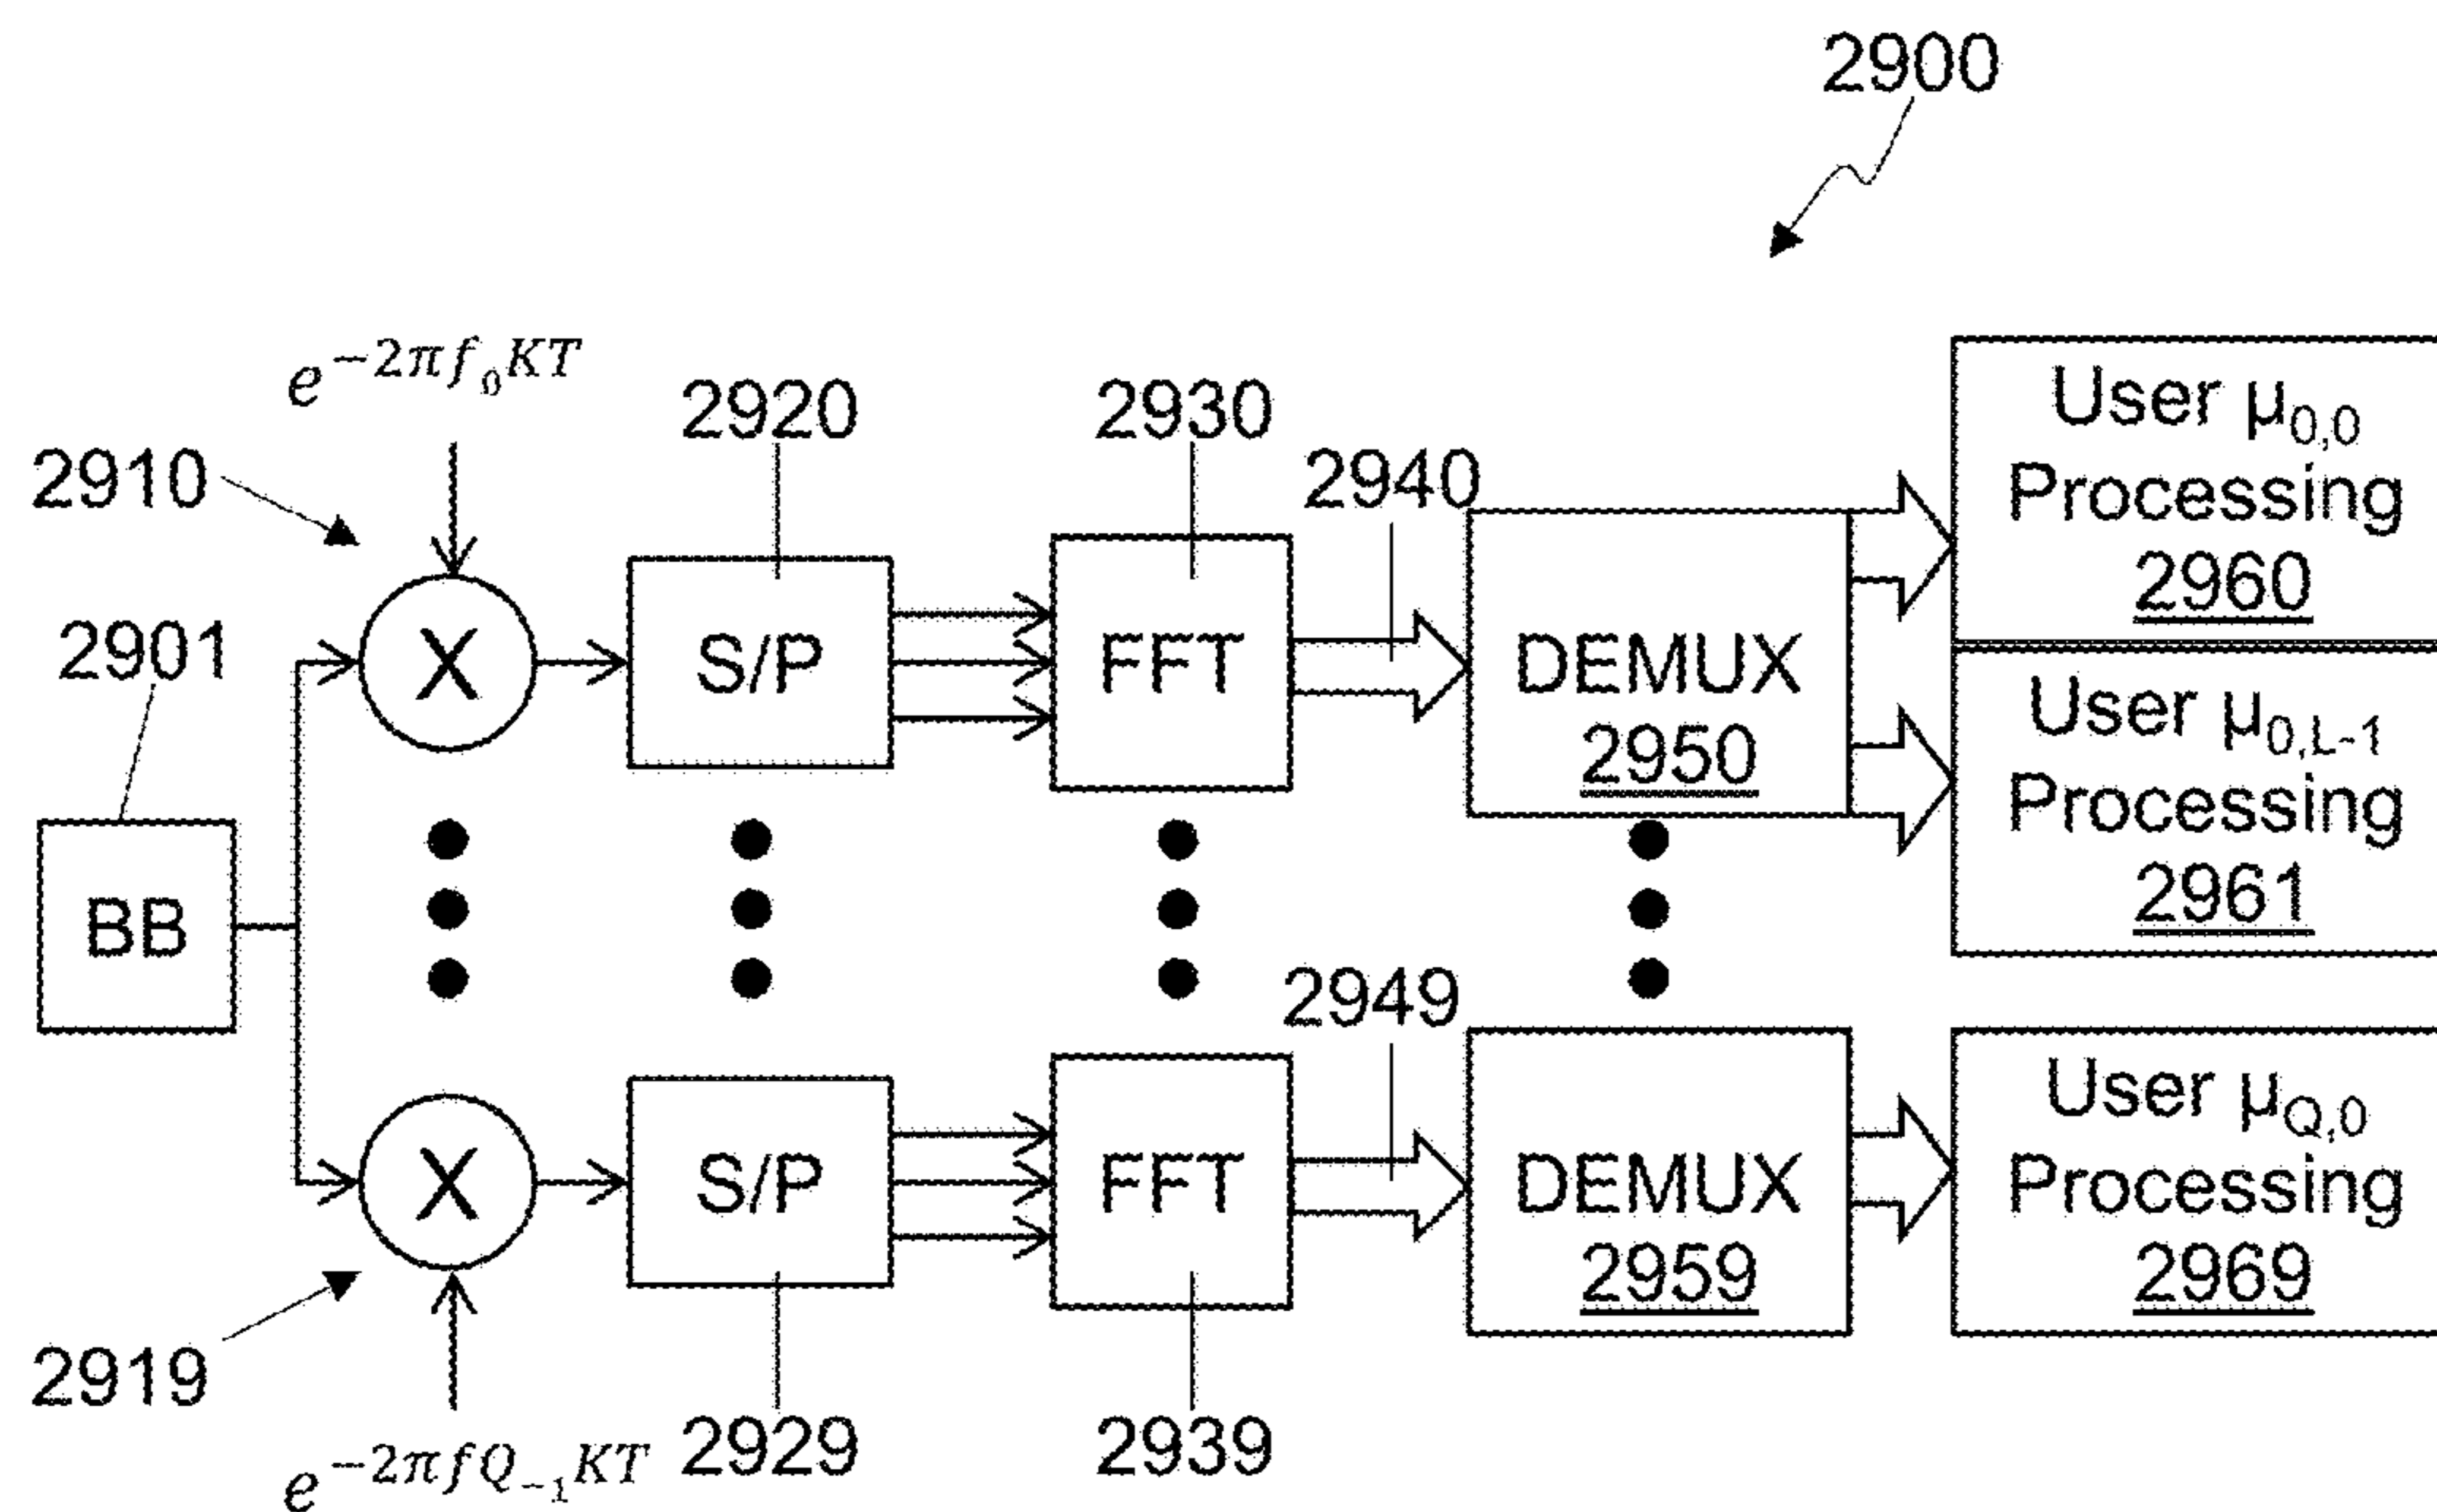 2900
e^{-2πf_0KT}
2920
2930
2910
2940
User μ_{0,0}
Processing
2960
2901
X
S/P
FFT
DEMUX
2950
User μ_{0,L-1}
Processing
2961
BB
2949
X
S/P
FFT
DEMUX
2959
User μ_{Q,0}
Processing
2969
2919
e^{-2πfQ_{-1}KT}
2929
2939